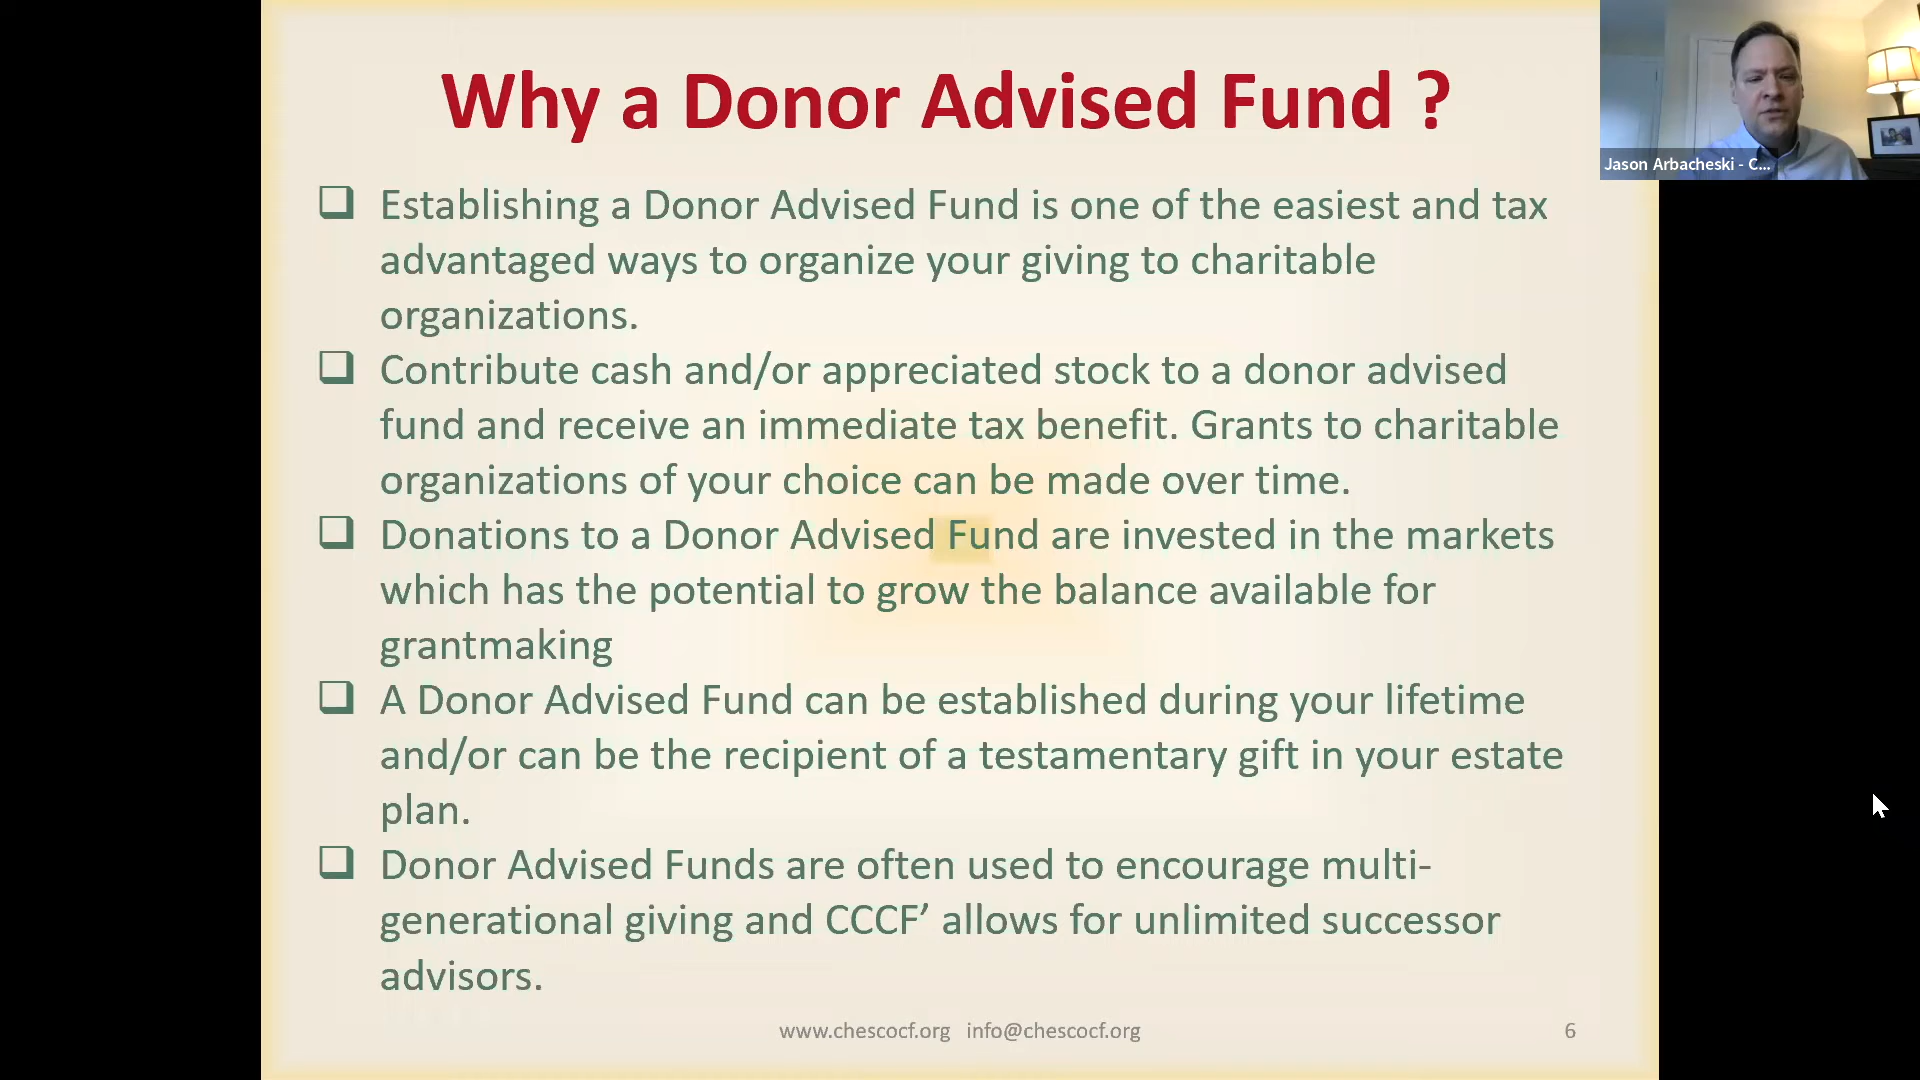 Why a Donor Advised Fund ?
Jason Arbacheski - C...
Establishing a Donor Advised Fund is one of the easiest and tax
advantaged ways to organize your giving to charitable
organizations.
Contribute cash and/or appreciated stock to a donor advised
fund and receive an immediate tax benefit. Grants to charitable
organizations of your choice can be made over time.
Donations to a Donor Advised Fund are invested in the markets
which has the potential to grow the balance available for
grantmaking
A Donor Advised Fund can be established during your lifetime
and/or can be the recipient of a testamentary gift in your estate
plan.
Donor Advised Funds are often used to encourage multi-
generational giving and CCCF’ allows for unlimited successor
advisors.
www.chescocf.org info@chescocf.org
6